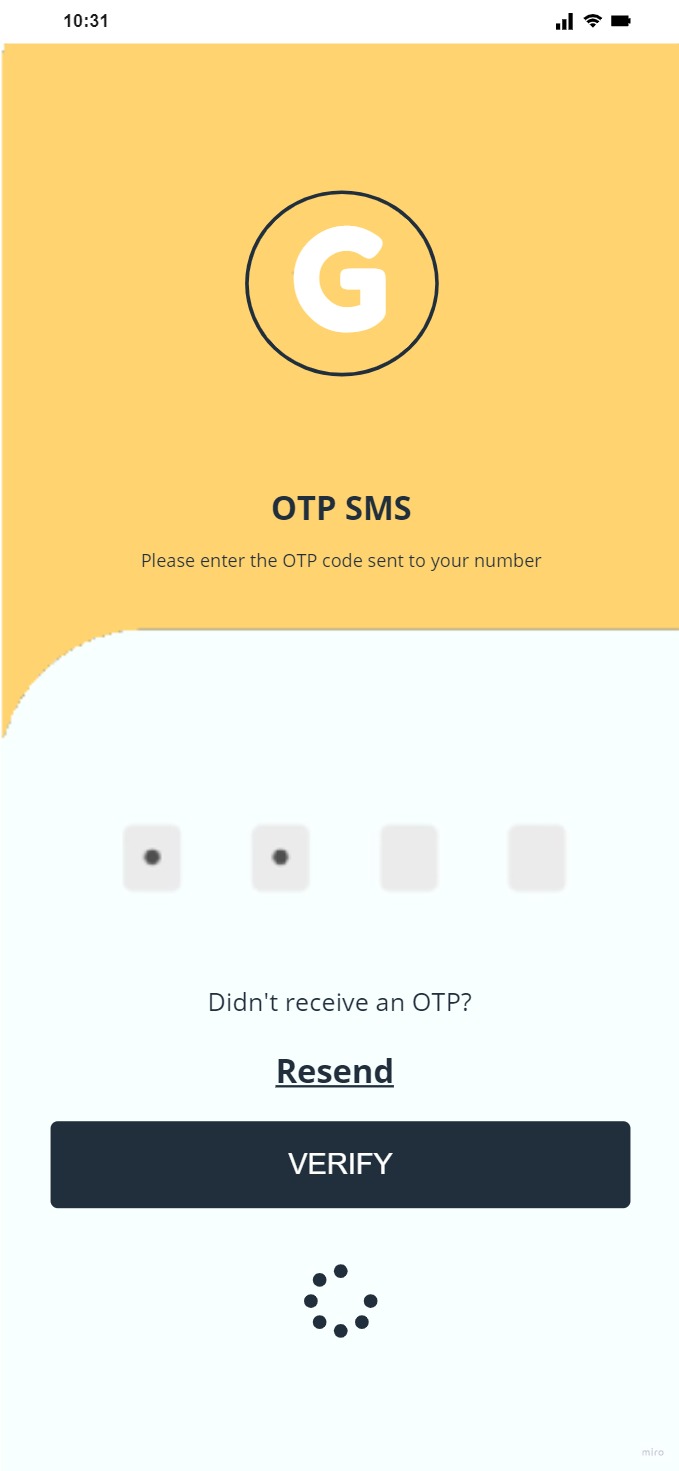 10:31
G
OTP SMS
Please enter the OTP code sent to your number
Didn't receive an OTP?
Resend
VERIFY
miro